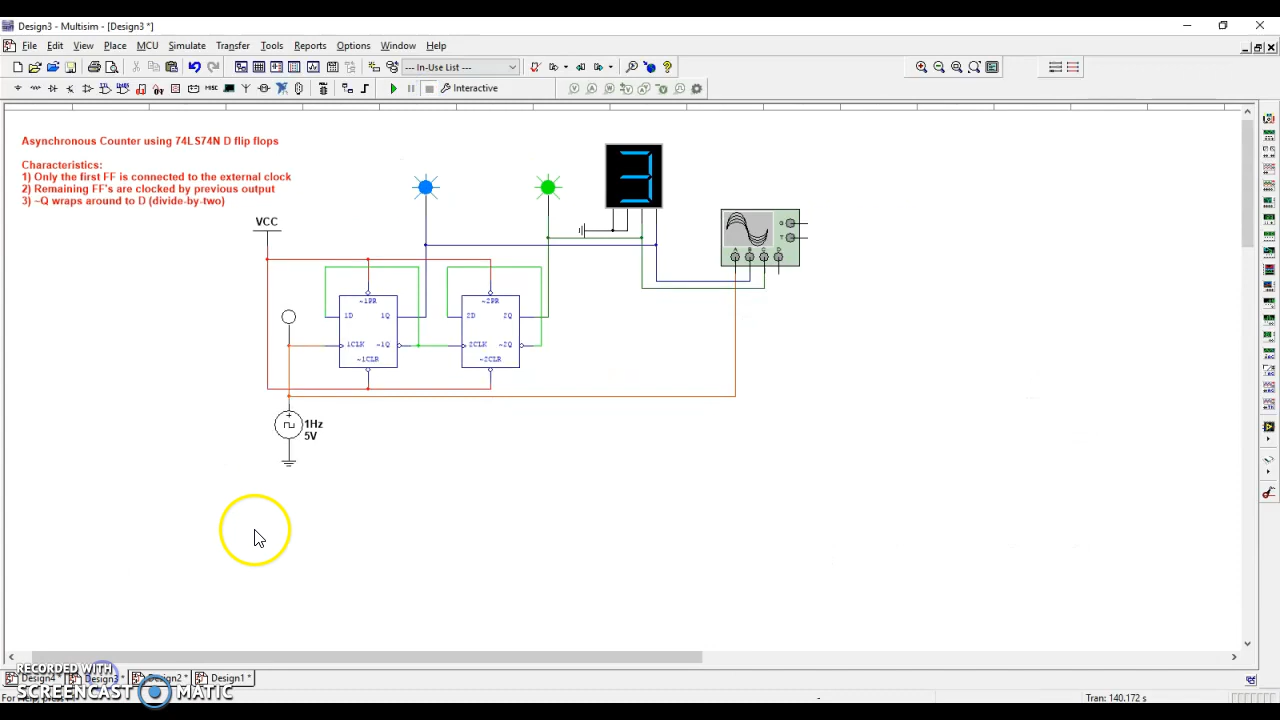 Design3 - Multisim - [Design3 *]
File Edit View Place MCU Simulate Transfer Tools Reports Options Window Help
--- In-Use List ---
Interactive
Asynchronous Counter using 74LS74N D flip flops
Characteristics:
1) Only the first FF is connected to the external clock
2) Remaining FF's are clocked by previous output
3) ~Q wraps around to D (divide-by-two)
VCC
3
G
T
A B C D
~1PR ~2PR
1D 1Q 2D 2Q
1CLK ~1Q 2CLK ~2Q
~1CLR ~2CLR
1Hz
5V
RECORDED WITH
Design4 * Design3 * Design2 * Design1 *
SCREENCAST MATIC
For Help, press F
Tran: 140.172 s